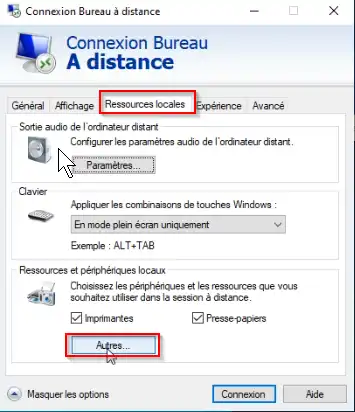 Connexion Bureau à distance
Connexion Bureau
A distance
Général Affichage Ressources locales Expérience Avancé
Sortie audio de l'ordinateur distant
Configurer les paramètres audio de l'ordinateur distant.
Paramètres...
Clavier
Appliquer les combinaisons de touches Windows :
En mode plein écran uniquement
Exemple : ALT+TAB
Ressources et périphériques locaux
Choisissez les périphériques et les ressources que vous
souhaitez utiliser dans la session à distance.
Imprimantes Presse-papiers
Autres...
Masquer les options Connexion Aide